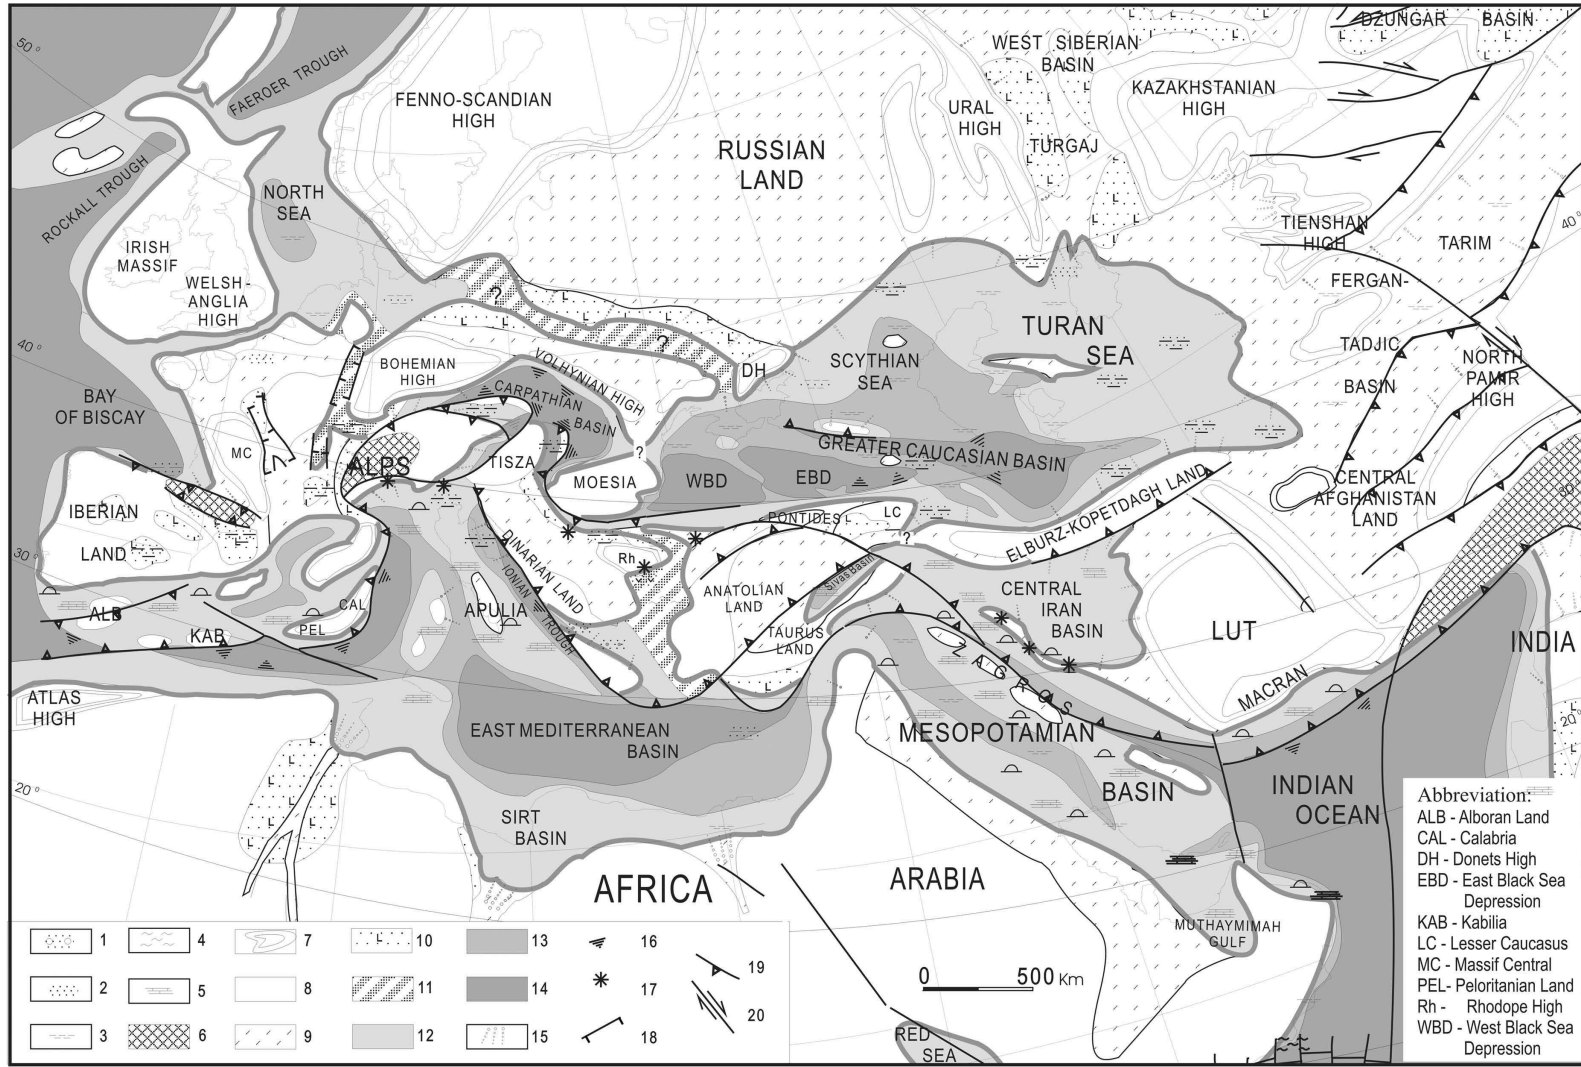 50 °
FAEROER TROUGH
FENNO-SCANDIAN
HIGH
WEST SIBERIAN
BASIN
DZUNGAR BASIN
KAZAKHSTANIAN
HIGH
URAL
HIGH
TURGAJ
RUSSIAN
LAND
ROCKALL TROUGH
NORTH
SEA
IRISH
MASSIF
WELSH-
ANGLIA
HIGH
TIENSHAN
HIGH
TARIM
40 °
FERGAN-
TADJIC
BASIN
NORTH
PAMIR
HIGH
40 °
?
?
TURAN
SEA
SCYTHIAN
SEA
BOHEMIAN
HIGH
VOLHYNIAN HIGH
DH
CARPATHIAN
BASIN
BAY
OF BISCAY
MC
ALPS
TISZA
?
MOESIA
WBD
EBD
GREATER CAUCASIAN BASIN
CENTRAL
AFGHANISTAN
LAND
30 °
IBERIAN
LAND
PONTIDES
LC
?
ELBURZ-KOPETDAGH LAND
30 °
DINARIAN LAND
Rh
IONIAN
TROUGH
Sivas Basin
ANATOLIAN
LAND
CENTRAL
IRAN
BASIN
ALB
CAL
APULIA
KAB
PEL
TAURUS
LAND
LUT
INDIA
ZAGROS
MACRAN
ATLAS
HIGH
EAST MEDITERRANEAN
BASIN
MESOPOTAMIAN
BASIN
20 °
20 °
INDIAN
OCEAN
SIRT
BASIN
AFRICA
ARABIA
MUTHAYMIMAH
GULF
0 500 Km
RED
SEA
1 4 7 10 13 16
2 5 8 11 14 17 19
3 6 9 12 15 18 20
Abbreviation:
ALB - Alboran Land
CAL - Calabria
DH - Donets High
EBD - East Black Sea
Depression
KAB - Kabilia
LC - Lesser Caucasus
MC - Massif Central
PEL- Peloritanian Land
Rh - Rhodope High
WBD - West Black Sea
Depression